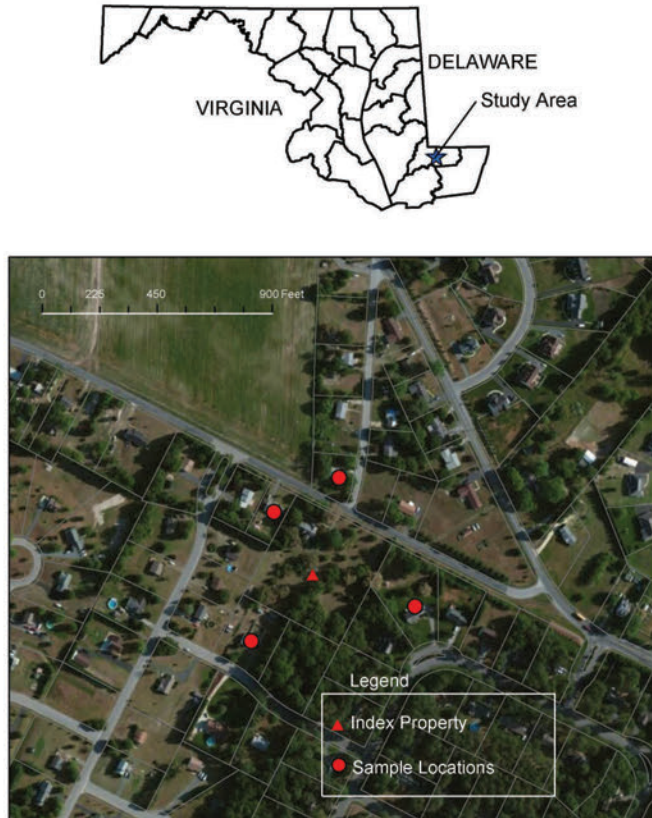 DELAWARE
VIRGINIA
Study Area
0 225 450 900 Feet
Legend
Index Property
Sample Locations